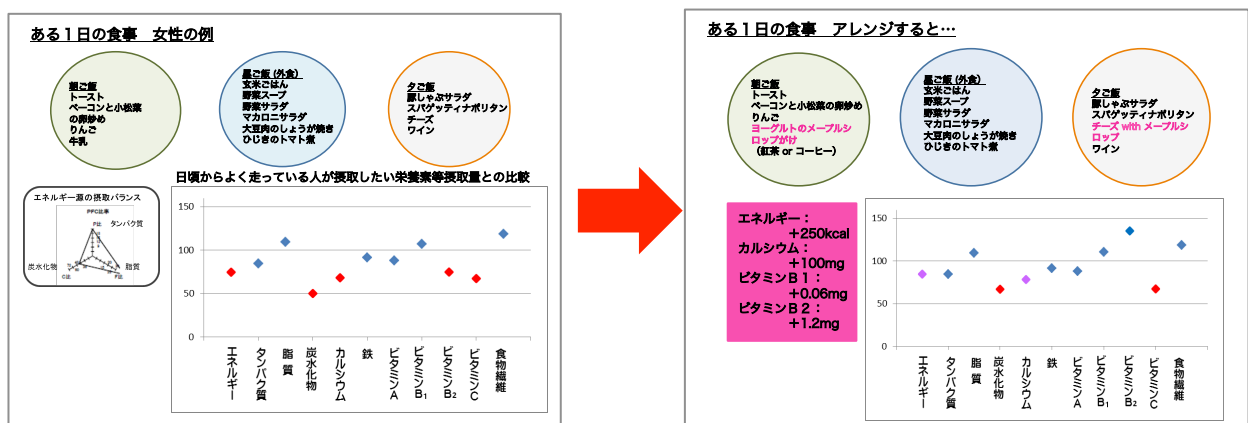 ある１日の食事　女性の例
朝ご飯
トースト
ベーコンと小松菜
の卵炒め
りんご
牛乳
昼ご飯 (外食)
玄米ごはん
野菜スープ
野菜サラダ
マカロニサラダ
大豆肉のしょうが焼き
ひじきのトマト煮
夕ご飯
豚しゃぶサラダ
スパゲッティナポリタン
チーズ
ワイン
日頃からよく走っている人が摂取したい栄養素等摂取量との比較
エネルギー源の摂取バランス
PFC比率
P比
タンパク質
炭水化物
脂質
C比
F比
150
100
50
0
エネルギー
タンパク質
脂質
炭水化物
カルシウム
鉄
ビタミンA
ビタミンB₁
ビタミンB₂
ビタミンC
食物繊維
ある１日の食事　アレンジすると…
朝ご飯
トースト
ベーコンと小松菜の卵炒め
りんご
ヨーグルトのメープルシ
ロップがけ
（紅茶 or コーヒー）
昼ご飯 (外食)
玄米ごはん
野菜スープ
野菜サラダ
マカロニサラダ
大豆肉のしょうが焼き
ひじきのトマト煮
夕ご飯
豚しゃぶサラダ
スパゲッティナポリタン
チーズ with メープルシ
ロップ
ワイン
エネルギー：
＋250kcal
カルシウム：
＋100mg
ビタミンＢ１：
＋0.06mg
ビタミンＢ２：
＋1.2mg
150
100
50
0
エネルギー
タンパク質
脂質
炭水化物
カルシウム
鉄
ビタミンA
ビタミンB₁
ビタミンB₂
ビタミンC
食物繊維